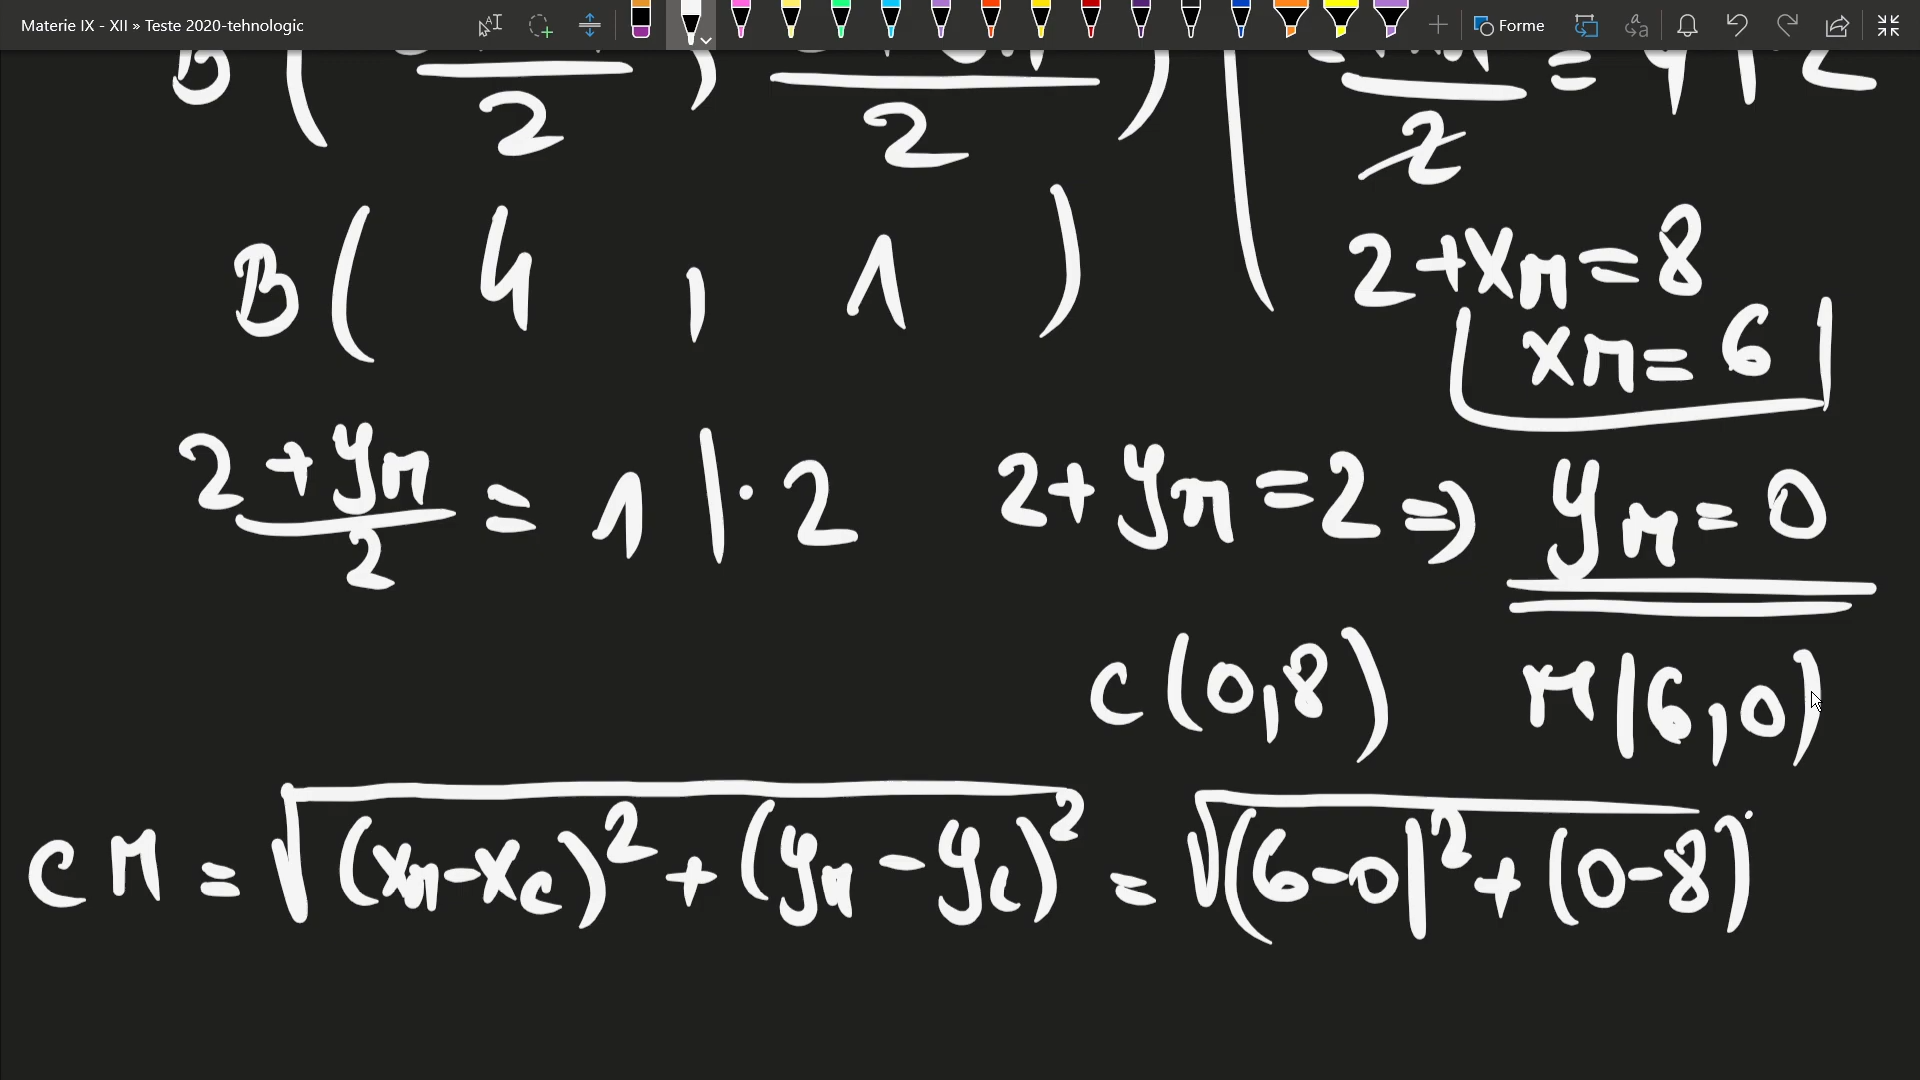 Materie IX - XII » Teste 2020-tehnologic
Forme
B( 2 , 2 )
2 = 4 | 2
B( 4 , 1 )
2+xM=8
xM=6
2+yM/2 = 1 |·2 2+yM=2 => yM=0
C(0,8) M(6,0)
CM = √(xM-xC)²+(yM-yC)² = √(6-0)²+(0-8)